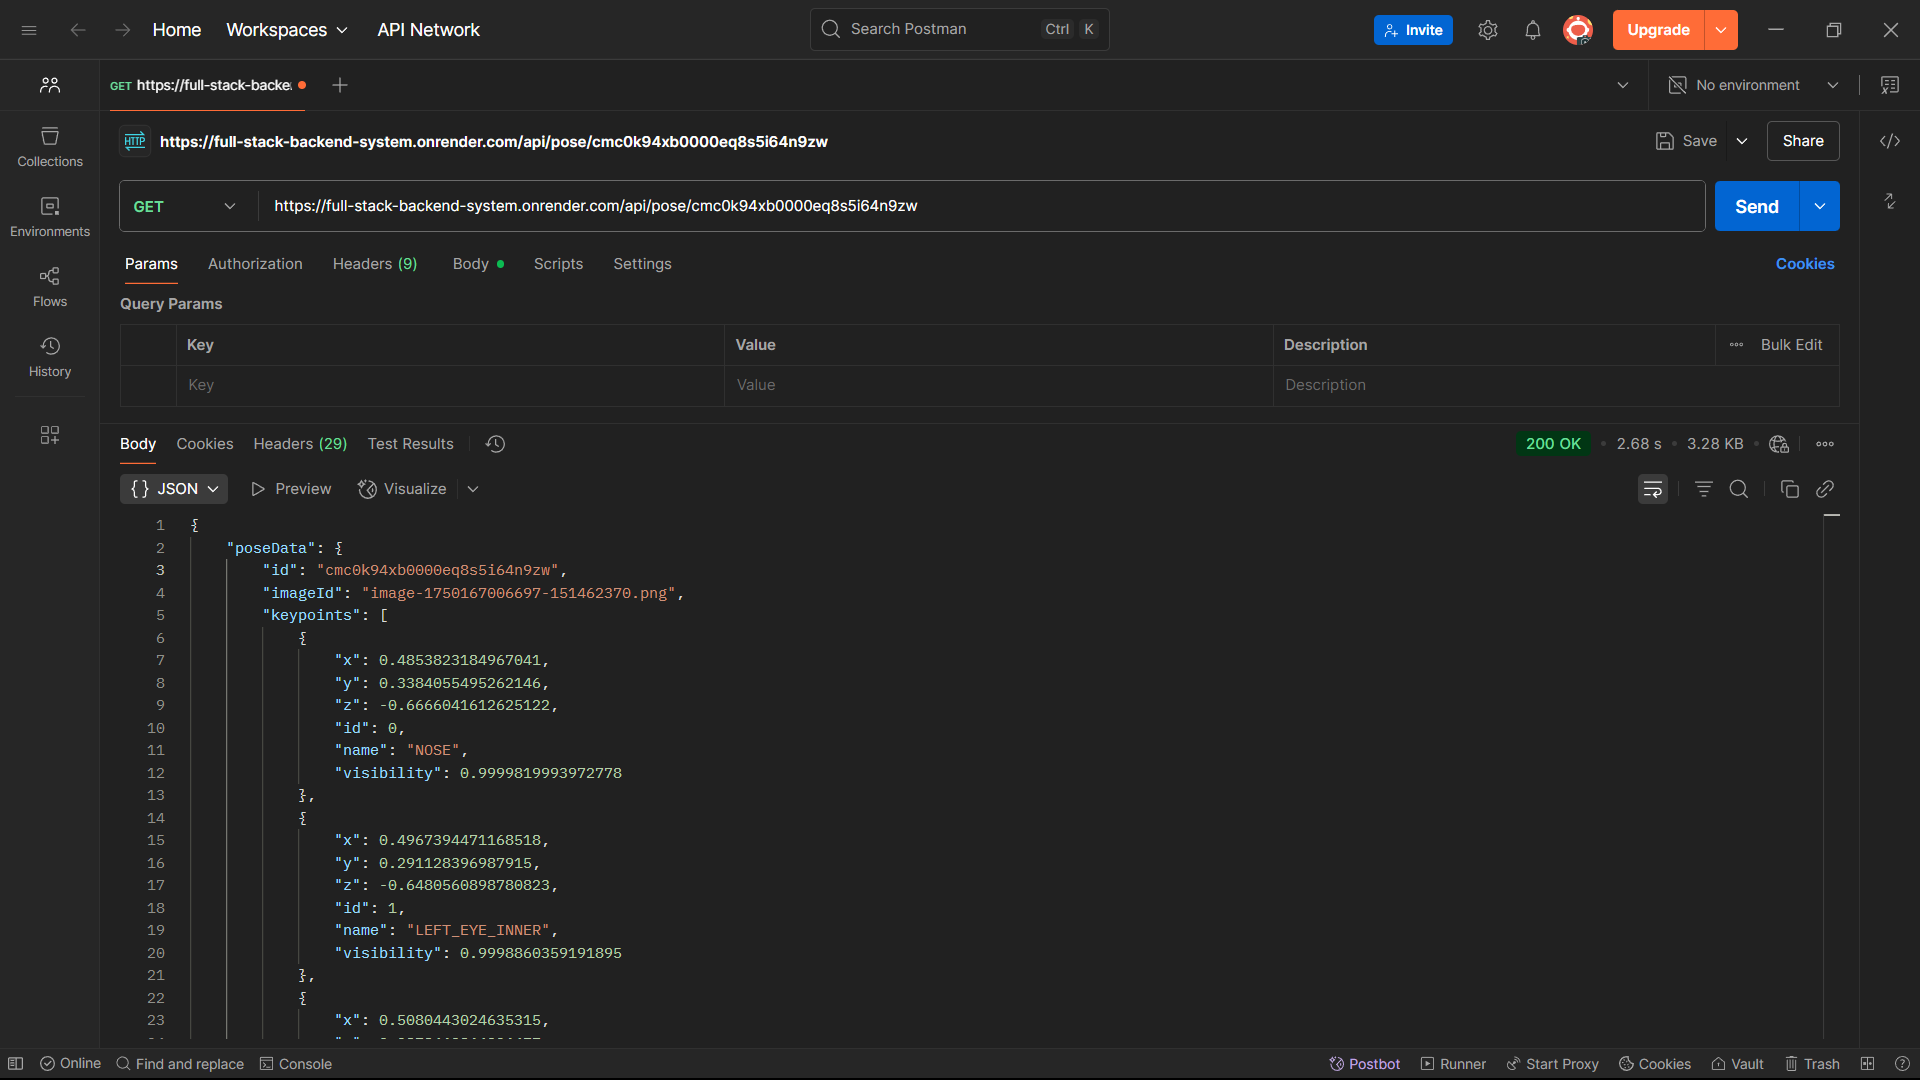 Home Workspaces API Network Search Postman Ctrl K Invite Upgrade
GET https://full-stack-backe No environment
HTTP https://full-stack-backend-system.onrender.com/api/pose/cmc0k94xb0000eq8s5i64n9zw Save Share
GET https://full-stack-backend-system.onrender.com/api/pose/cmc0k94xb0000eq8s5i64n9zw Send
Params Authorization Headers (9) Body Scripts Settings Cookies
Query Params
Key Value Description Bulk Edit
Key Value Description
Collections
Environments
Flows
History
Body Cookies Headers (29) Test Results 200 OK 2.68 s 3.28 KB
{} JSON Preview Visualize
1 {
2 "poseData": {
3 "id": "cmc0k94xb0000eq8s5i64n9zw",
4 "imageId": "image-1750167006697-151462370.png",
5 "keypoints": [
6 {
7 "x": 0.4853823184967041,
8 "y": 0.3384055495262146,
9 "z": -0.6666041612625122,
10 "id": 0,
11 "name": "NOSE",
12 "visibility": 0.9999819993972778
13 },
14 {
15 "x": 0.4967394471168518,
16 "y": 0.291128396987915,
17 "z": -0.6480560898780823,
18 "id": 1,
19 "name": "LEFT_EYE_INNER",
20 "visibility": 0.9998860359191895
21 },
22 {
23 "x": 0.5080443024635315,
Online Find and replace Console Postbot Runner Start Proxy Cookies Vault Trash